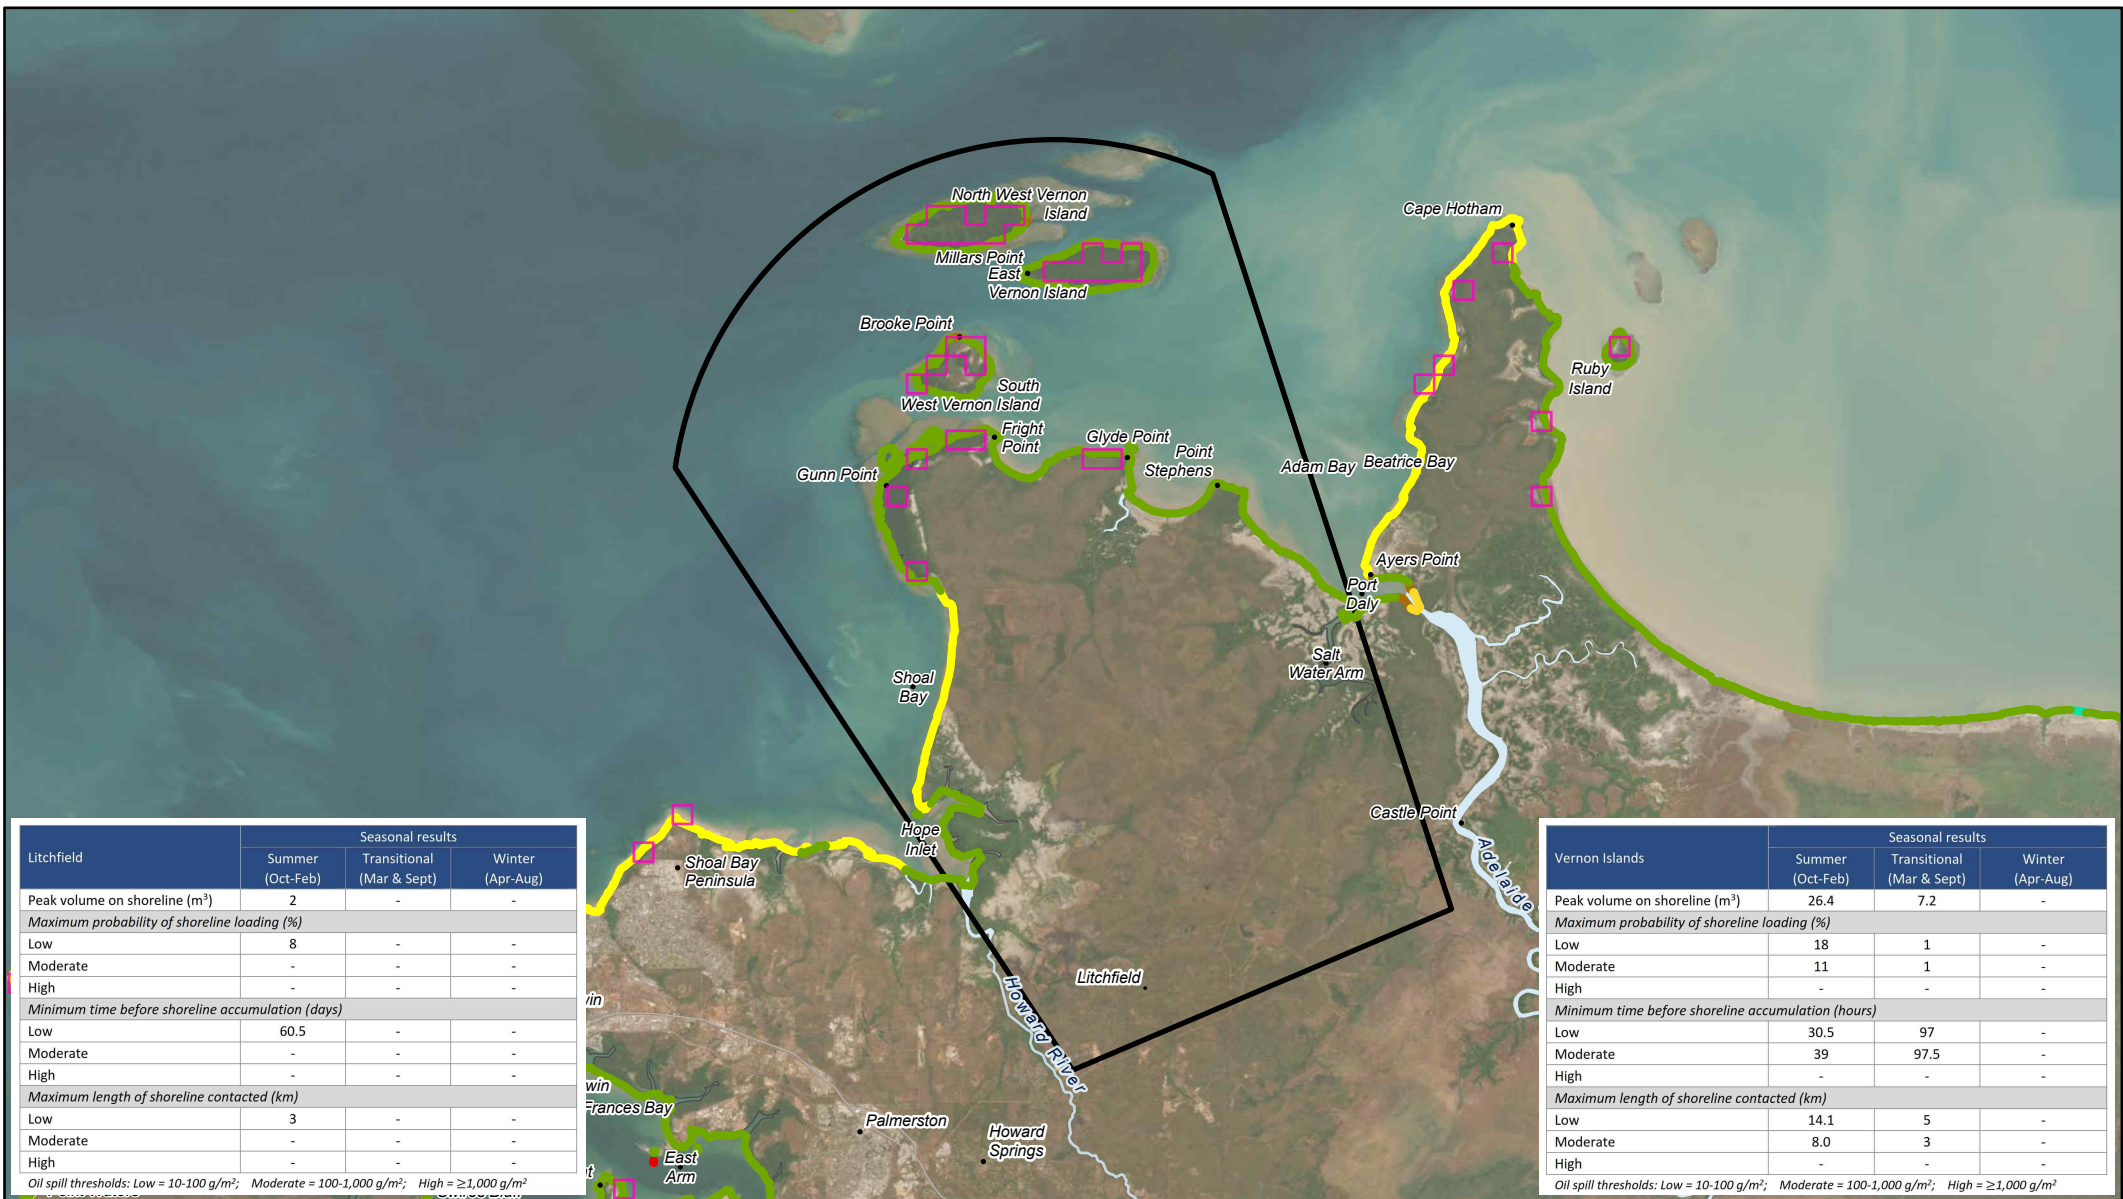 North West Vernon
Island
Millars Point
East
Vernon Island
Cape Hotham
Brooke Point
South
West Vernon Island
Ruby
Island
Fright
Point
Glyde Point
Point
Stephens
Gunn Point
Adam Bay
Beatrice Bay
Ayers Point
Port
Daly
Salt
Water Arm
Shoal
Bay
Hope
Inlet
Shoal Bay
Peninsula
Castle Point
Adelaide
Litchfield
Howard River
Palmerston
Howard
Springs
Frances Bay
East
Arm
win
Litchfield
Seasonal results
Summer
(Oct-Feb)
Transitional
(Mar & Sept)
Winter
(Apr-Aug)
Peak volume on shoreline (m³) 2 - -
Maximum probability of shoreline loading (%)
Low 8 - -
Moderate - - -
High - - -
Minimum time before shoreline accumulation (days)
Low 60.5 - -
Moderate - - -
High - - -
Maximum length of shoreline contacted (km)
Low 3 - -
Moderate - - -
High - - -
Oil spill thresholds: Low = 10-100 g/m²; Moderate = 100-1,000 g/m²; High = ≥1,000 g/m²
Vernon Islands
Seasonal results
Summer
(Oct-Feb)
Transitional
(Mar & Sept)
Winter
(Apr-Aug)
Peak volume on shoreline (m³) 26.4 7.2 -
Maximum probability of shoreline loading (%)
Low 18 1 -
Moderate 11 1 -
High - - -
Minimum time before shoreline accumulation (hours)
Low 30.5 97 -
Moderate 39 97.5 -
High - - -
Maximum length of shoreline contacted (km)
Low 14.1 5 -
Moderate 8.0 3 -
High - - -
Oil spill thresholds: Low = 10-100 g/m²; Moderate = 100-1,000 g/m²; High = ≥1,000 g/m²